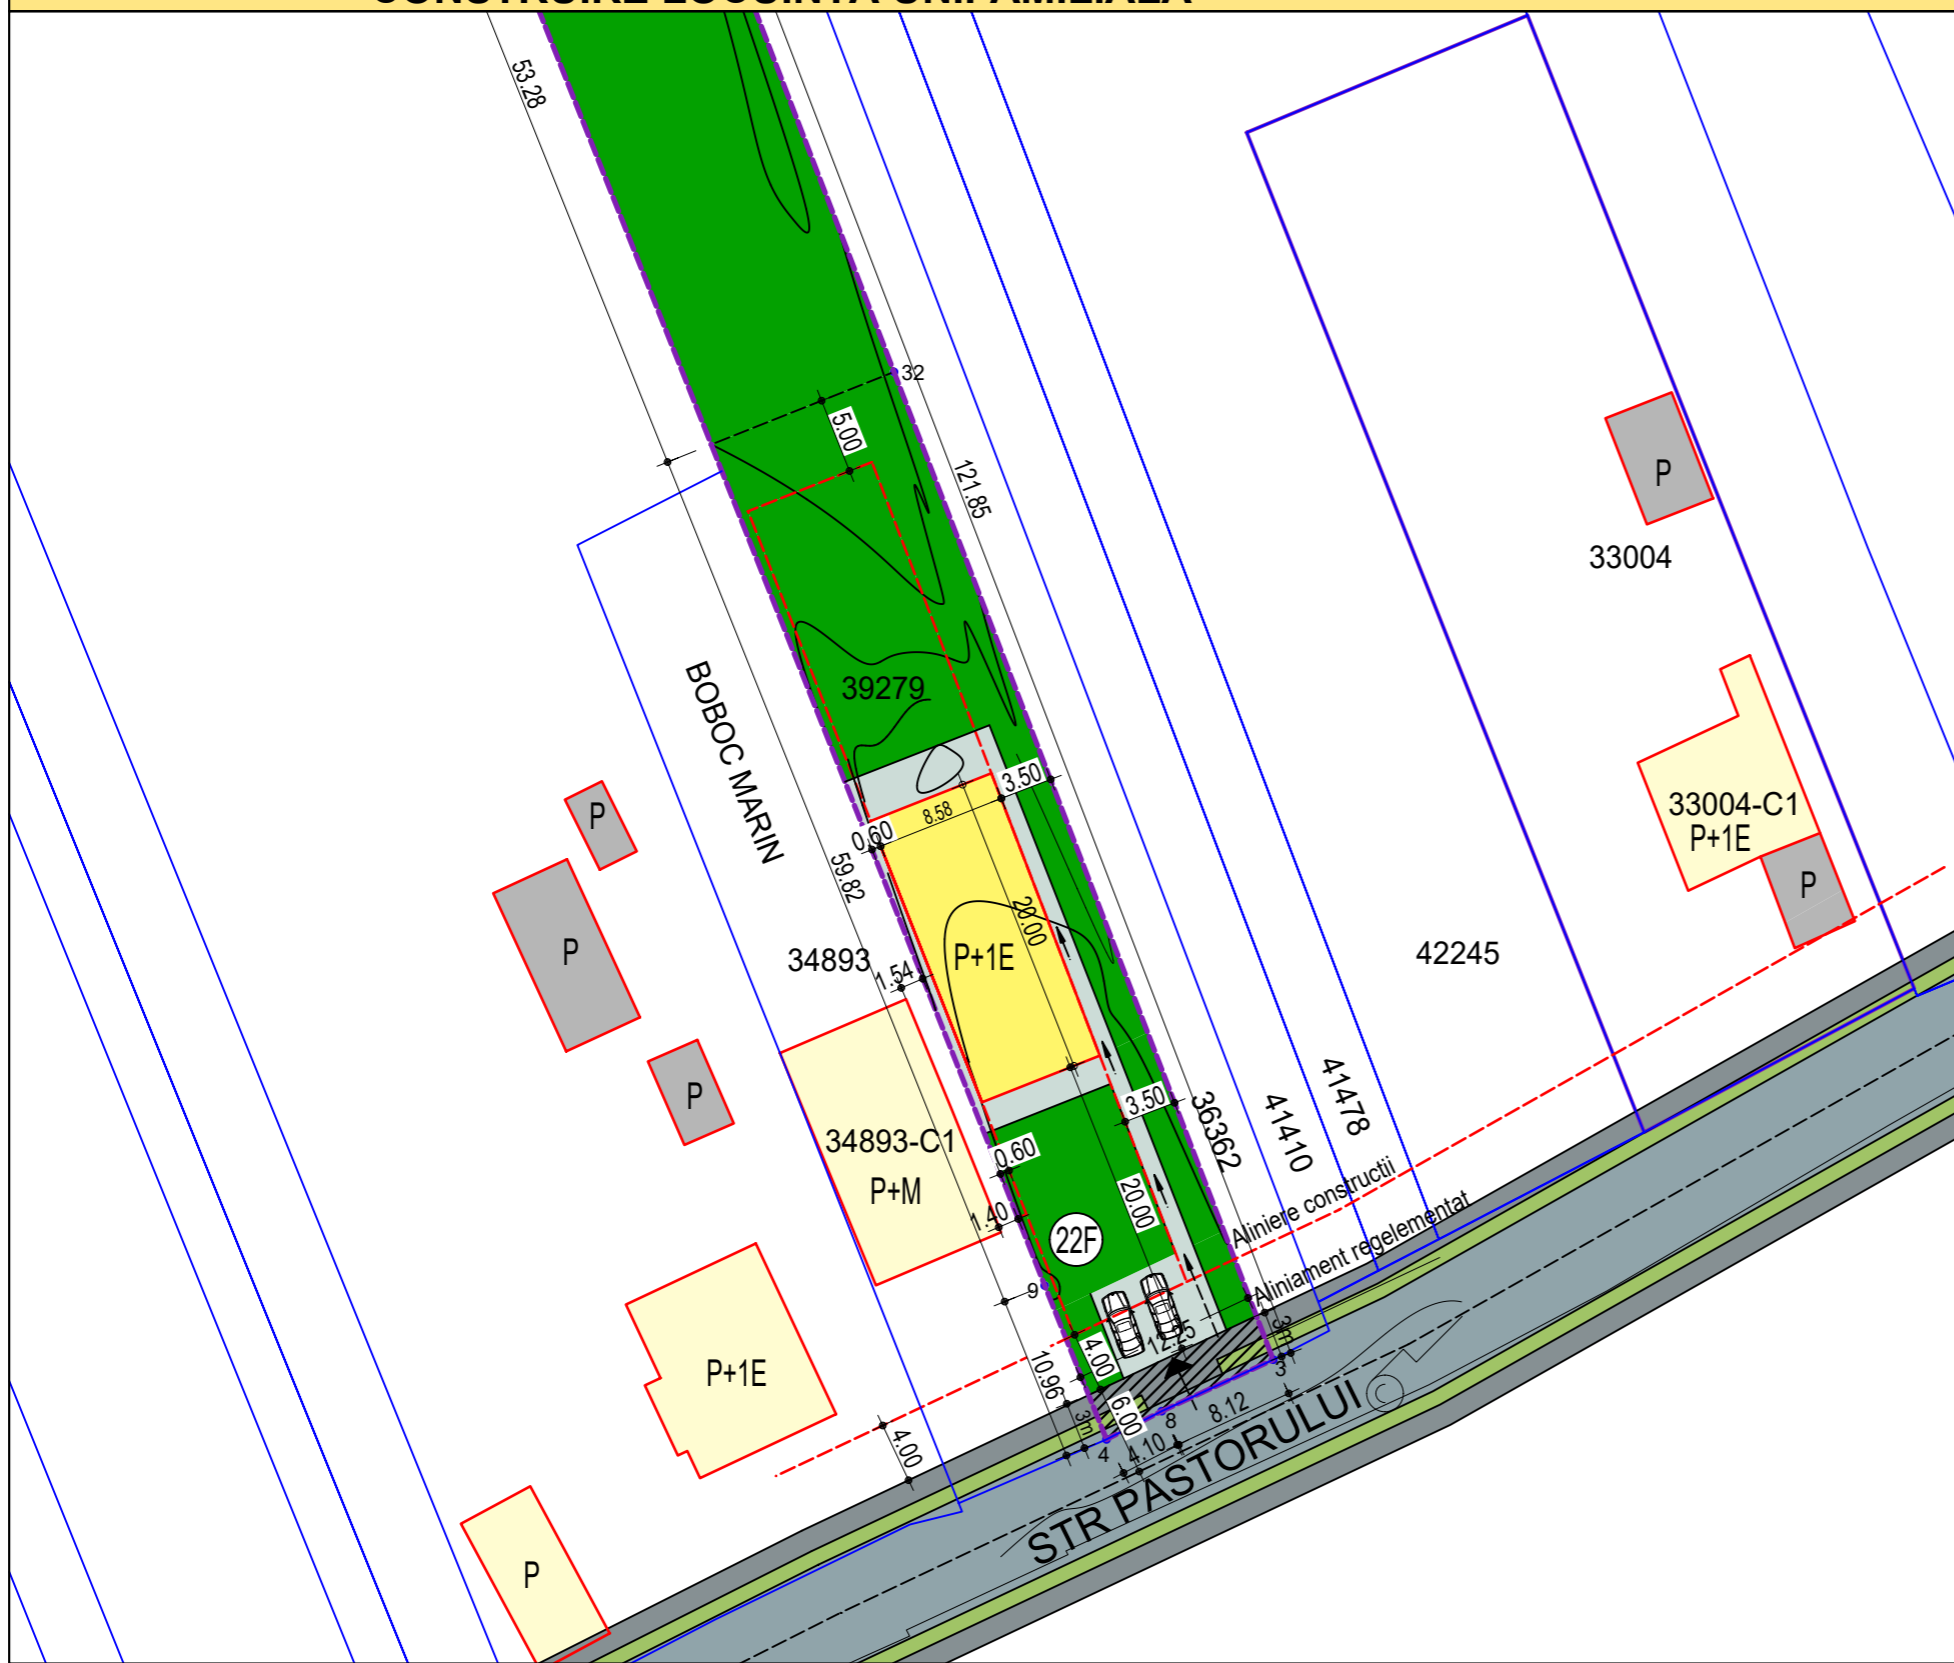 53.28
32
5.00
121.85
P
33004
39279
BOBOC MARIN
3.50
8.58
0.60
P
59.82
33004-C1
P+1E
P
20.00
P
34893
1.54
P+1E
42245
P
34893-C1
P+M
3.50
36362
41410
41478
0.60
20.00
1.40
22F
Aliniere constructii
Aliniament regelementat
9
P+1E
4.00
12.25
3m
10.96
3
6.00
3m
8
8.12
4.00
4
4.10
STR PASTORULUI
P